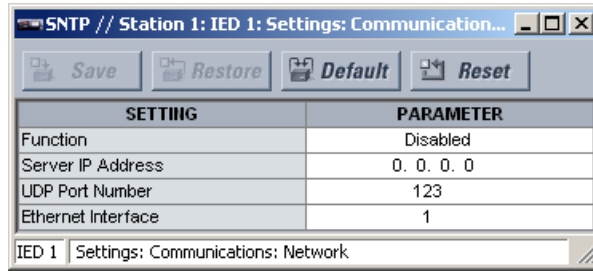 SNTP // Station 1: IED 1: Settings: Communication...
Save Restore Default Reset
SETTING PARAMETER
Function Disabled
Server IP Address 0. 0. 0. 0
UDP Port Number 123
Ethernet Interface 1
IED 1 Settings: Communications: Network